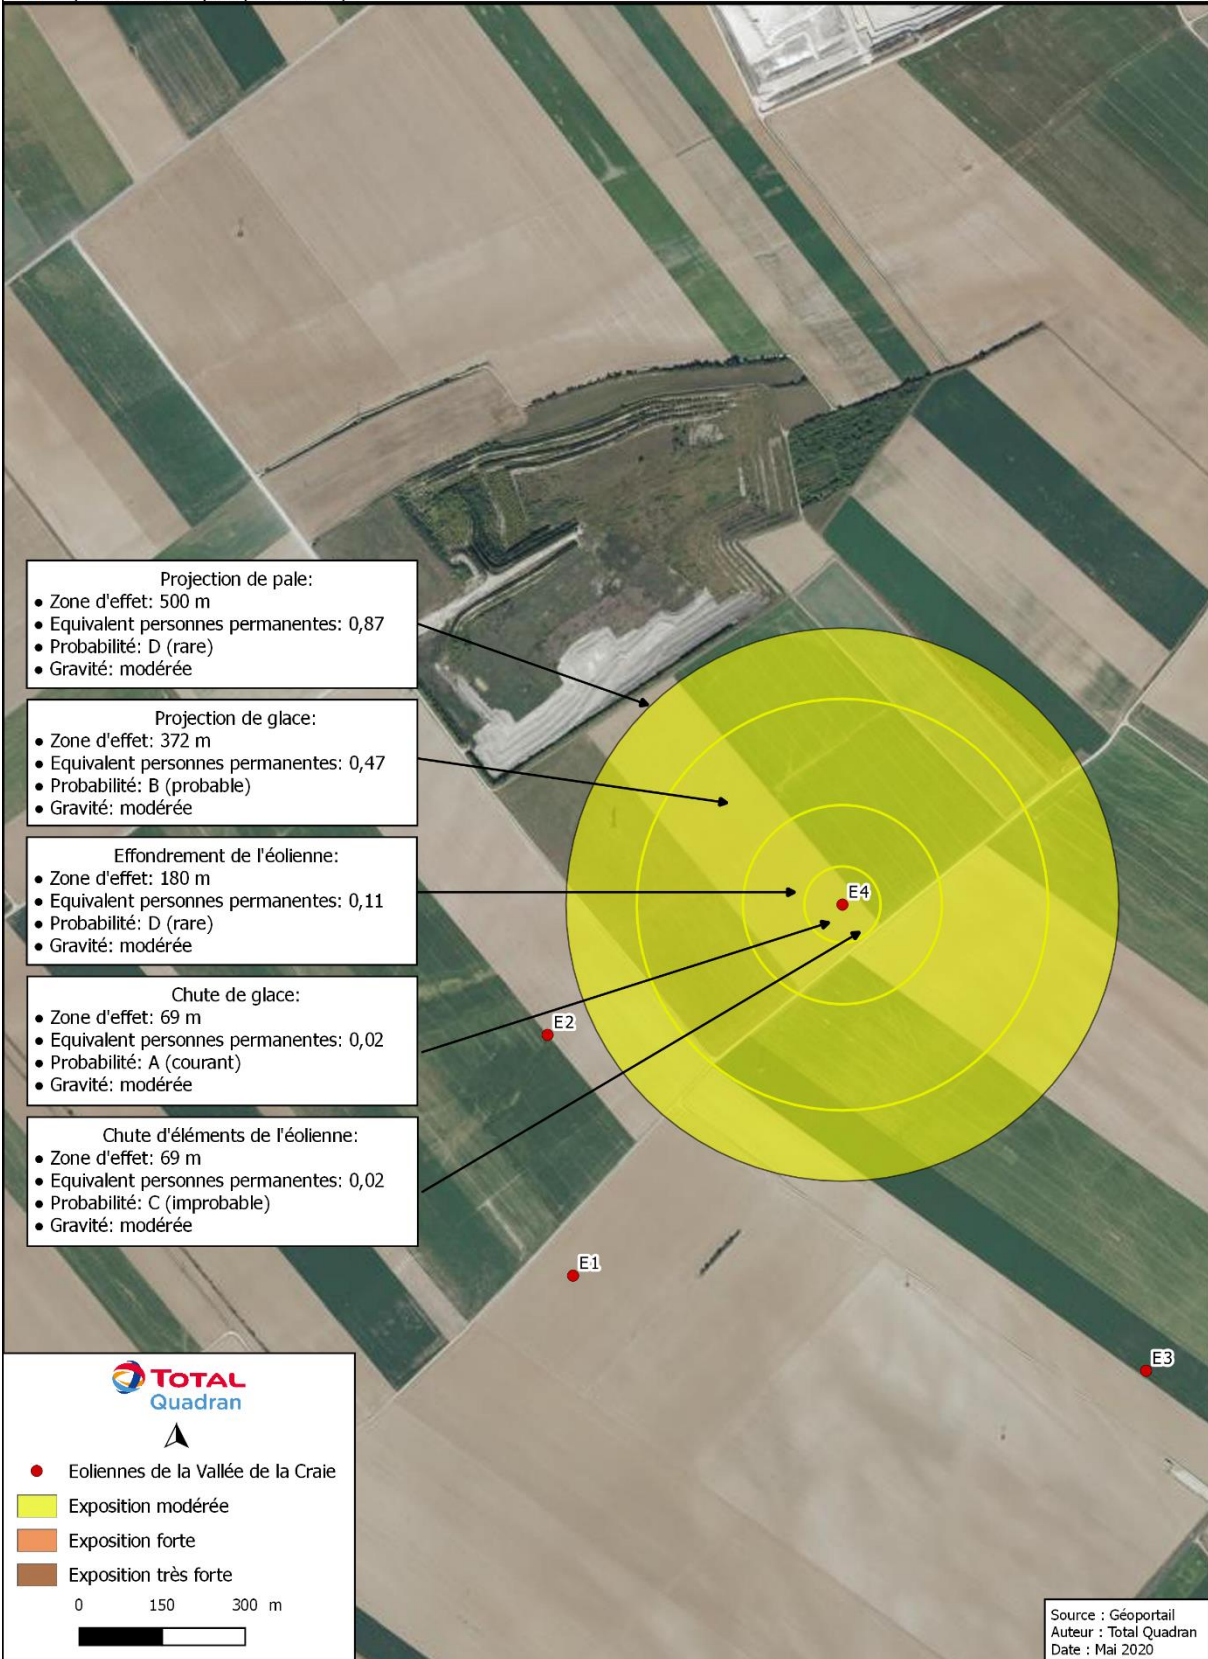 Projection de pale:
• Zone d'effet: 500 m
• Equivalent personnes permanentes: 0,87
• Probabilité: D (rare)
• Gravité: modérée
Projection de glace:
• Zone d'effet: 372 m
• Equivalent personnes permanentes: 0,47
• Probabilité: B (probable)
• Gravité: modérée
Effondrement de l'éolienne:
• Zone d'effet: 180 m
• Equivalent personnes permanentes: 0,11
• Probabilité: D (rare)
• Gravité: modérée
Chute de glace:
• Zone d'effet: 69 m
• Equivalent personnes permanentes: 0,02
• Probabilité: A (courant)
• Gravité: modérée
Chute d'éléments de l'éolienne:
• Zone d'effet: 69 m
• Equivalent personnes permanentes: 0,02
• Probabilité: C (improbable)
• Gravité: modérée
E4
E2
E1
E3
TOTAL
Quadran
Eoliennes de la Vallée de la Craie
Exposition modérée
Exposition forte
Exposition très forte
0 150 300 m
Source : Géoportail
Auteur : Total Quadran
Date : Mai 2020